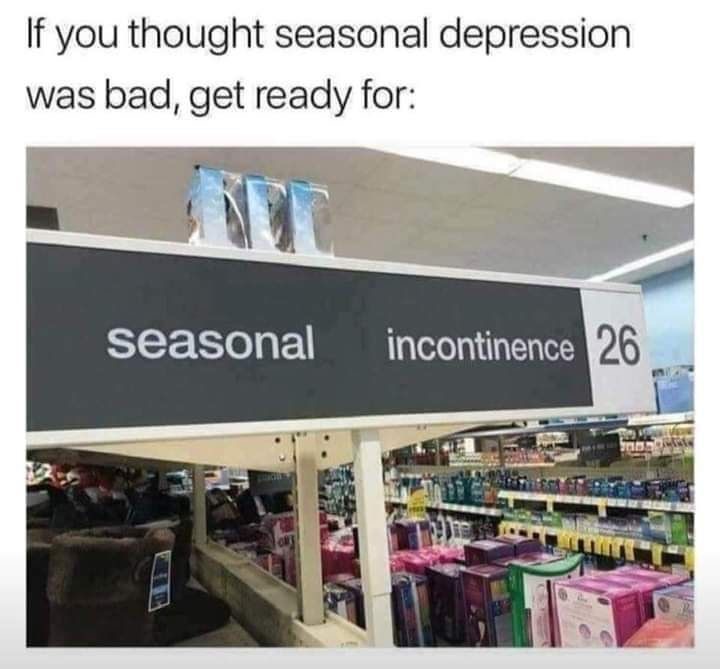 If you thought seasonal depression
was bad, get ready for:
seasonal incontinence 26